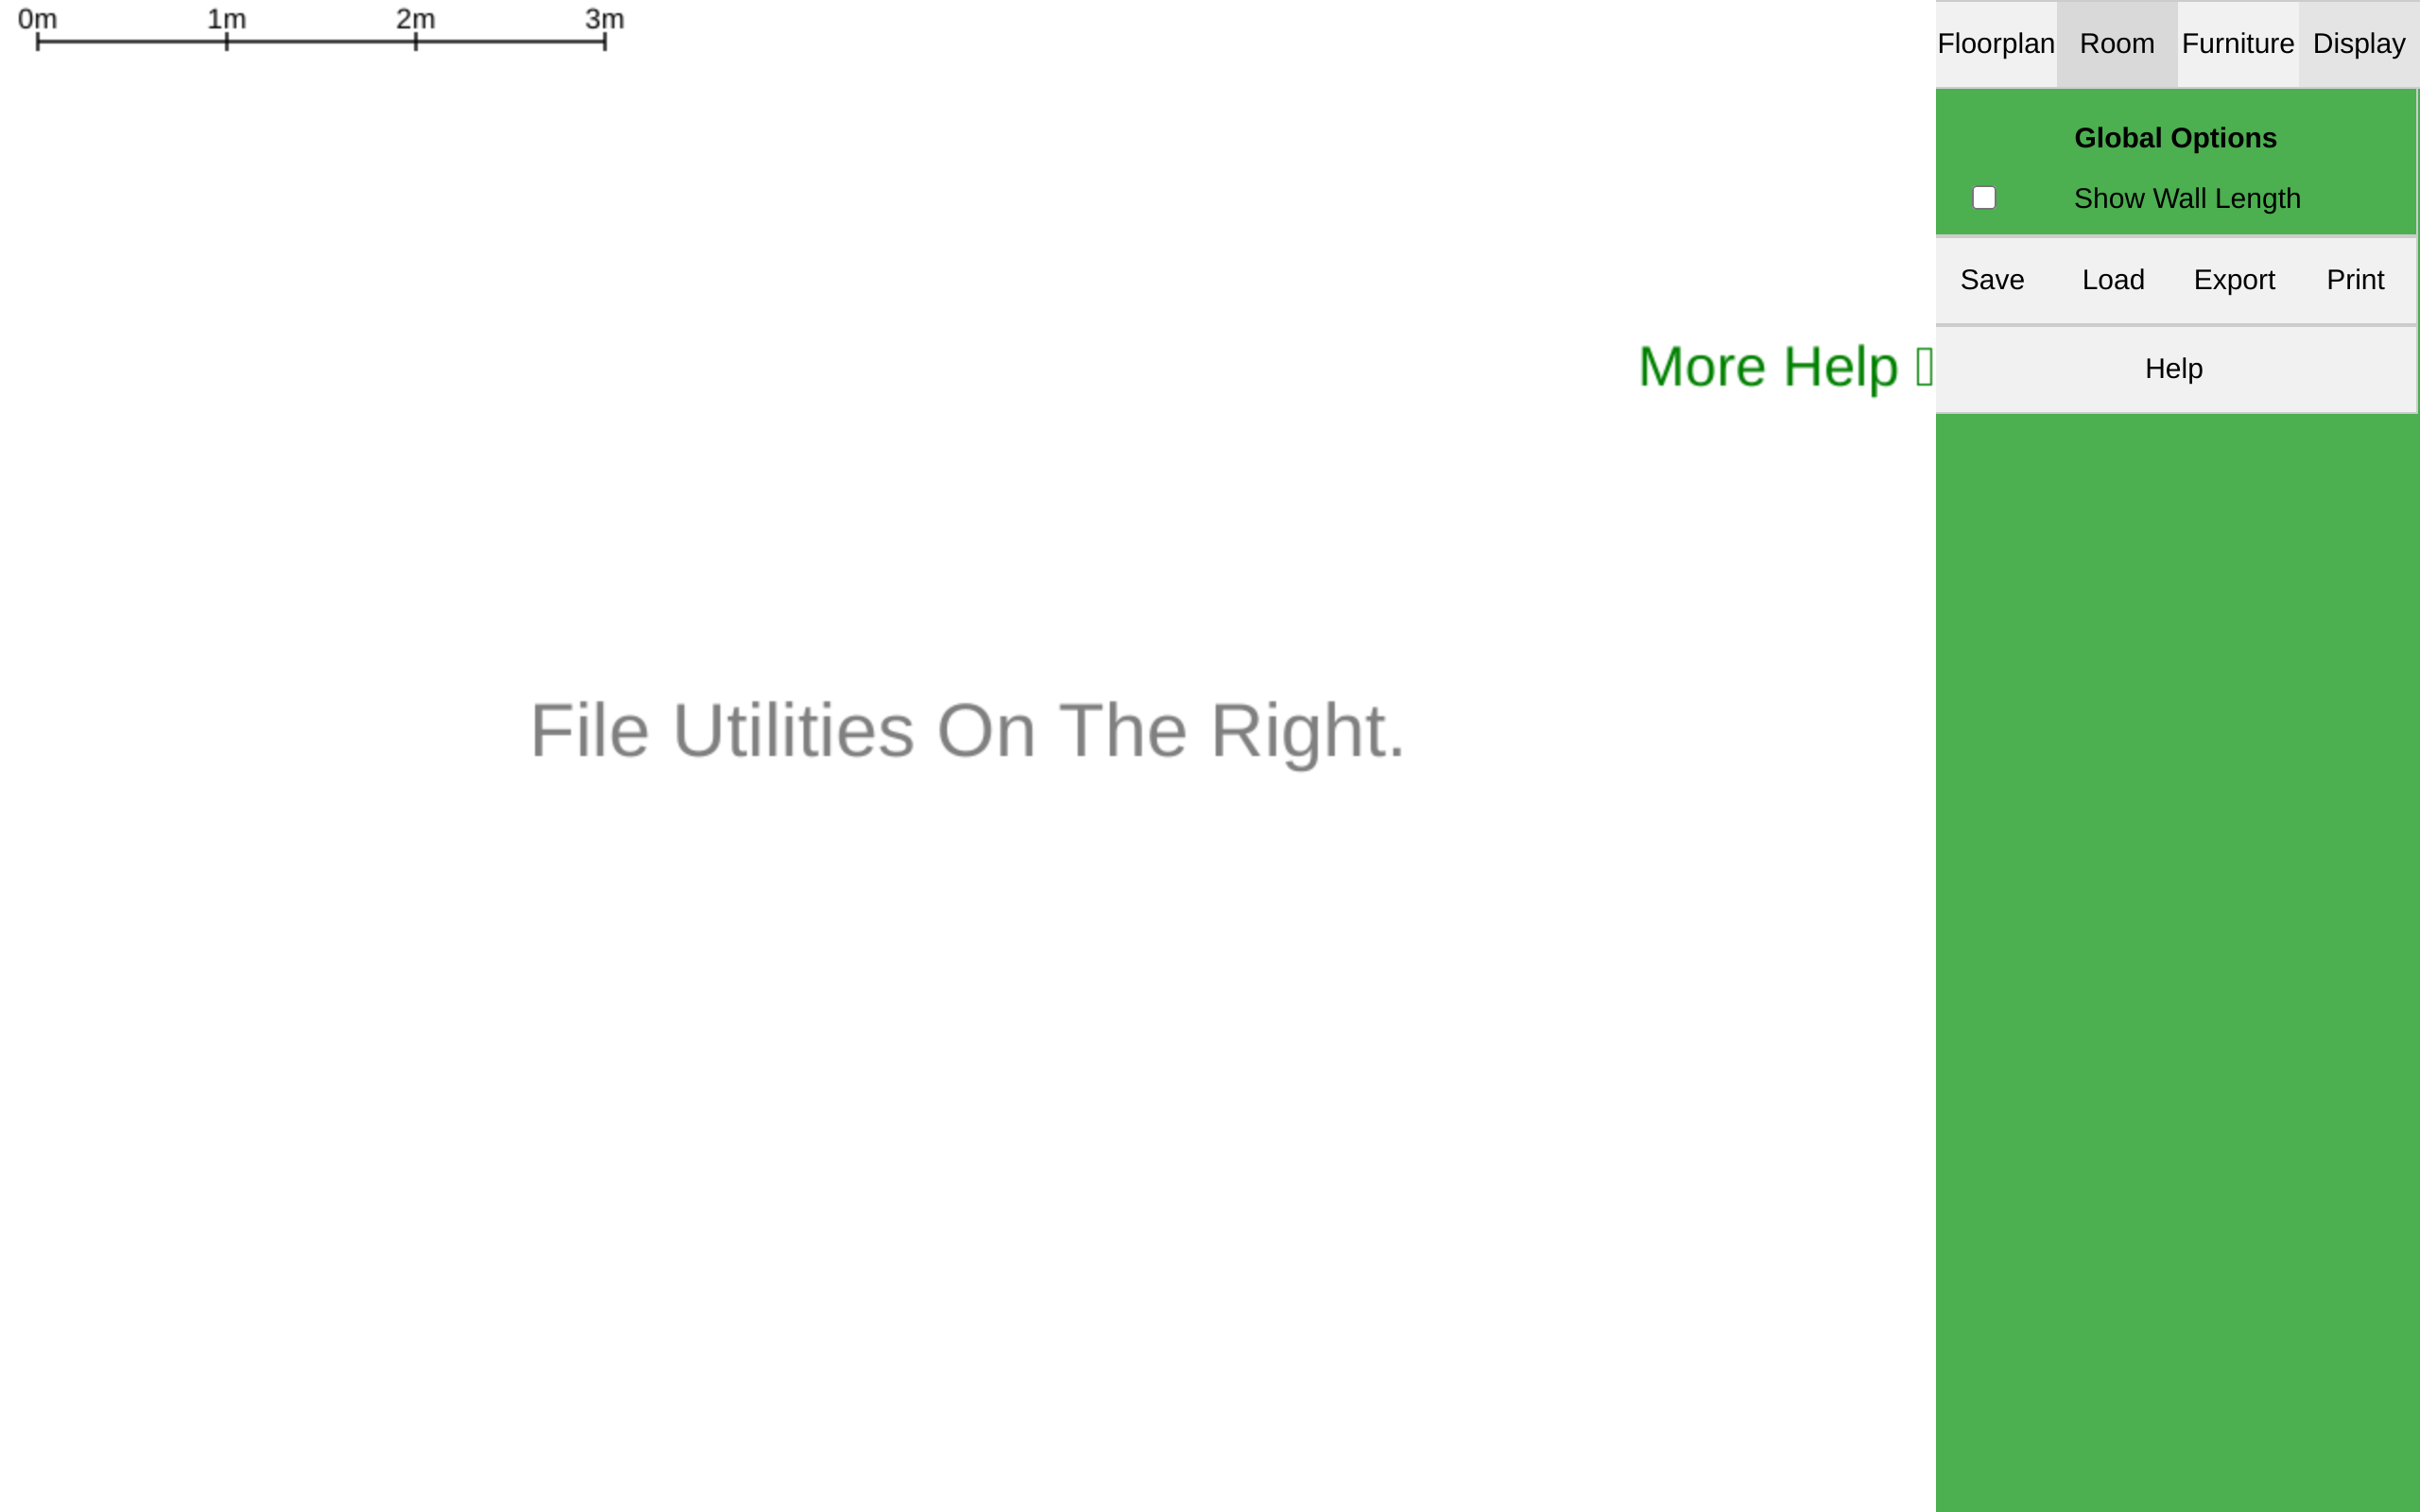 0m 1m 2m 3m
Floorplan Room Furniture Display
Global Options
Show Wall Length
Save Load Export Print
More Help
Help
File Utilities On The Right.